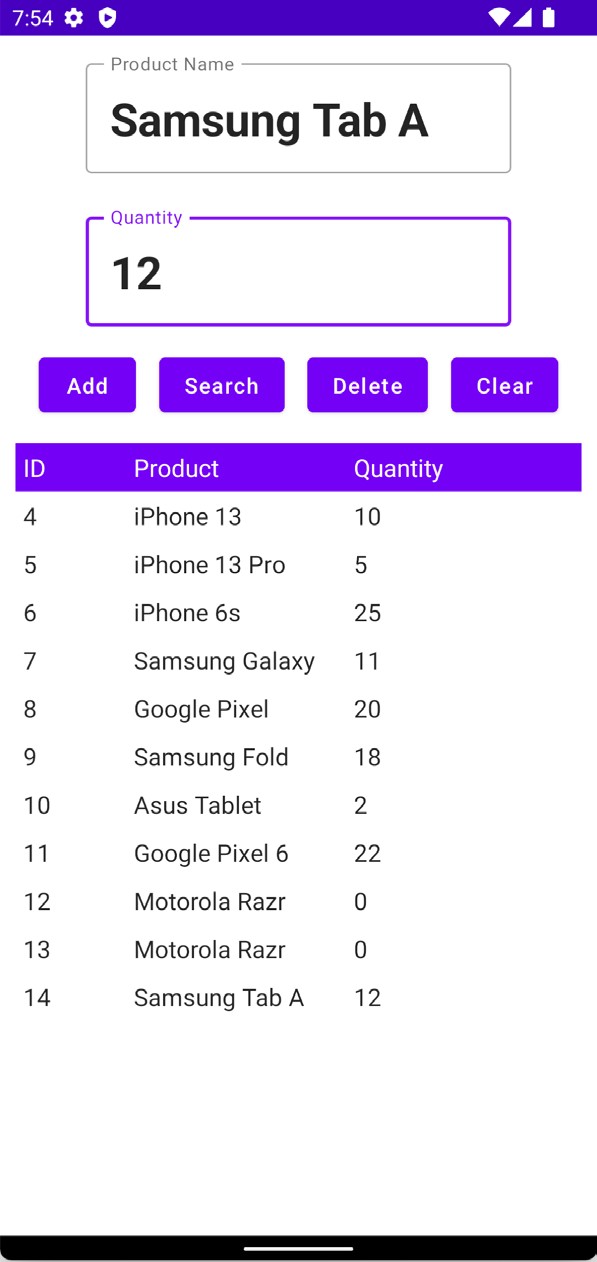 7:54
Product Name
Samsung Tab A
Quantity
12
Add Search Delete Clear
ID Product Quantity
4 iPhone 13 10
5 iPhone 13 Pro 5
6 iPhone 6s 25
7 Samsung Galaxy 11
8 Google Pixel 20
9 Samsung Fold 18
10 Asus Tablet 2
11 Google Pixel 6 22
12 Motorola Razr 0
13 Motorola Razr 0
14 Samsung Tab A 12